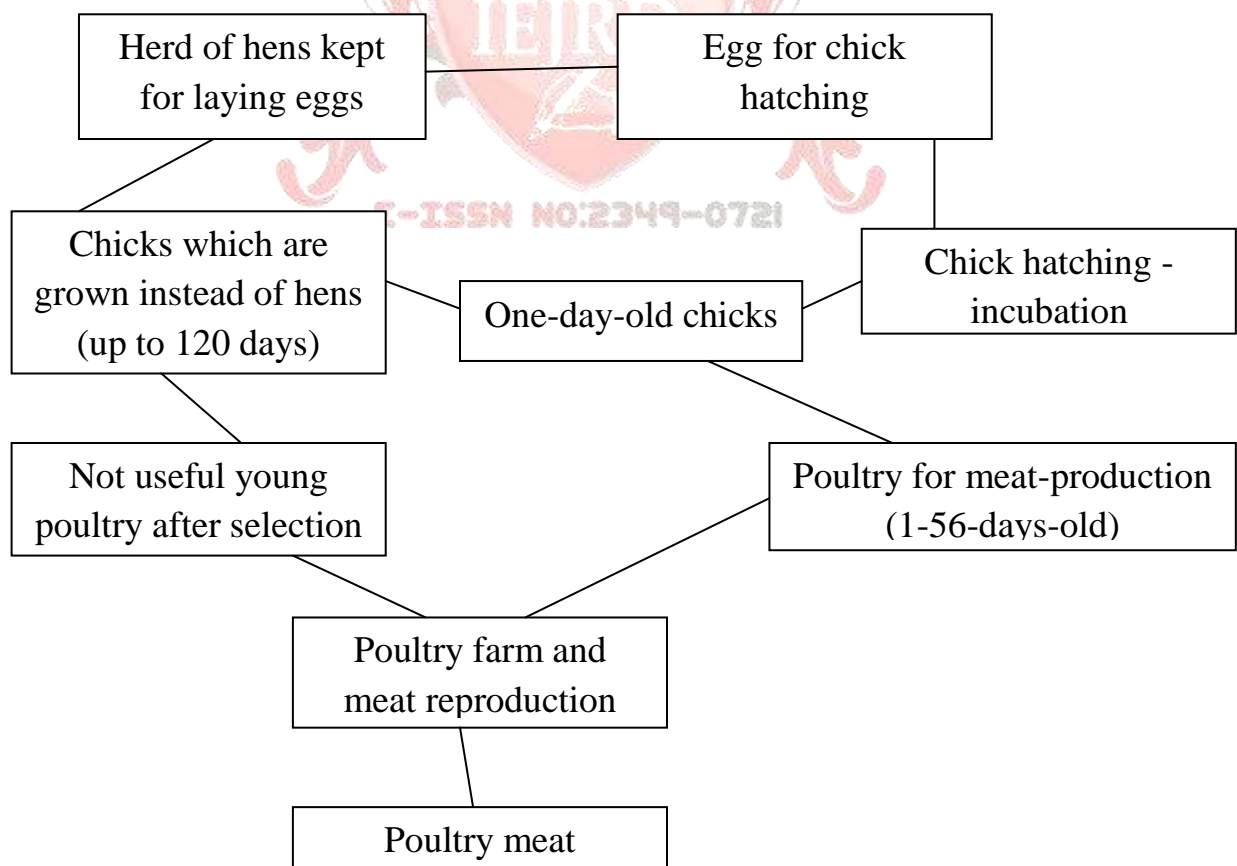 IEJRD
Herd of hens kept
for laying eggs
Egg for chick
hatching
E-ISSN NO:2349-0721
Chicks which are
grown instead of hens
(up to 120 days)
One-day-old chicks
Chick hatching -
incubation
Not useful young
poultry after selection
Poultry for meat-production
(1-56-days-old)
Poultry farm and
meat reproduction
Poultry meat